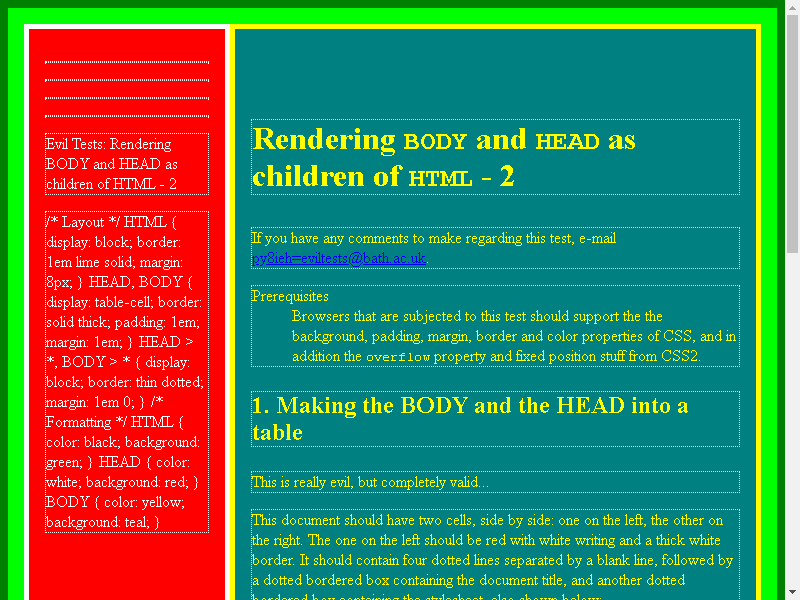 Evil Tests: Rendering
BODY and HEAD as
children of HTML - 2
/* Layout */ HTML {
display: block; border:
1em lime solid; margin:
8px; } HEAD, BODY {
display: table-cell; border:
solid thick; padding: 1em;
margin: 1em; } HEAD >
*, BODY > * { display:
block; border: thin dotted;
margin: 1em 0; } /*
Formatting */ HTML {
color: black; background:
green; } HEAD { color:
white; background: red; }
BODY { color: yellow;
background: teal; }
Rendering BODY and HEAD as
children of HTML - 2
If you have any comments to make regarding this test, e-mail
py8ieh=eviltests@bath.ac.uk.
Prerequisites
Browsers that are subjected to this test should support the the
background, padding, margin, border and color properties of CSS, and in
addition the overflow property and fixed position stuff from CSS2.
1. Making the BODY and the HEAD into a
table
This is really evil, but completely valid...
This document should have two cells, side by side: one on the left, the other on
the right. The one on the left should be red with white writing and a thick white
border. It should contain four dotted lines separated by a blank line, followed by
a dotted bordered box containing the document title, and another dotted
bordered box containing the stylesheet, also shown below: